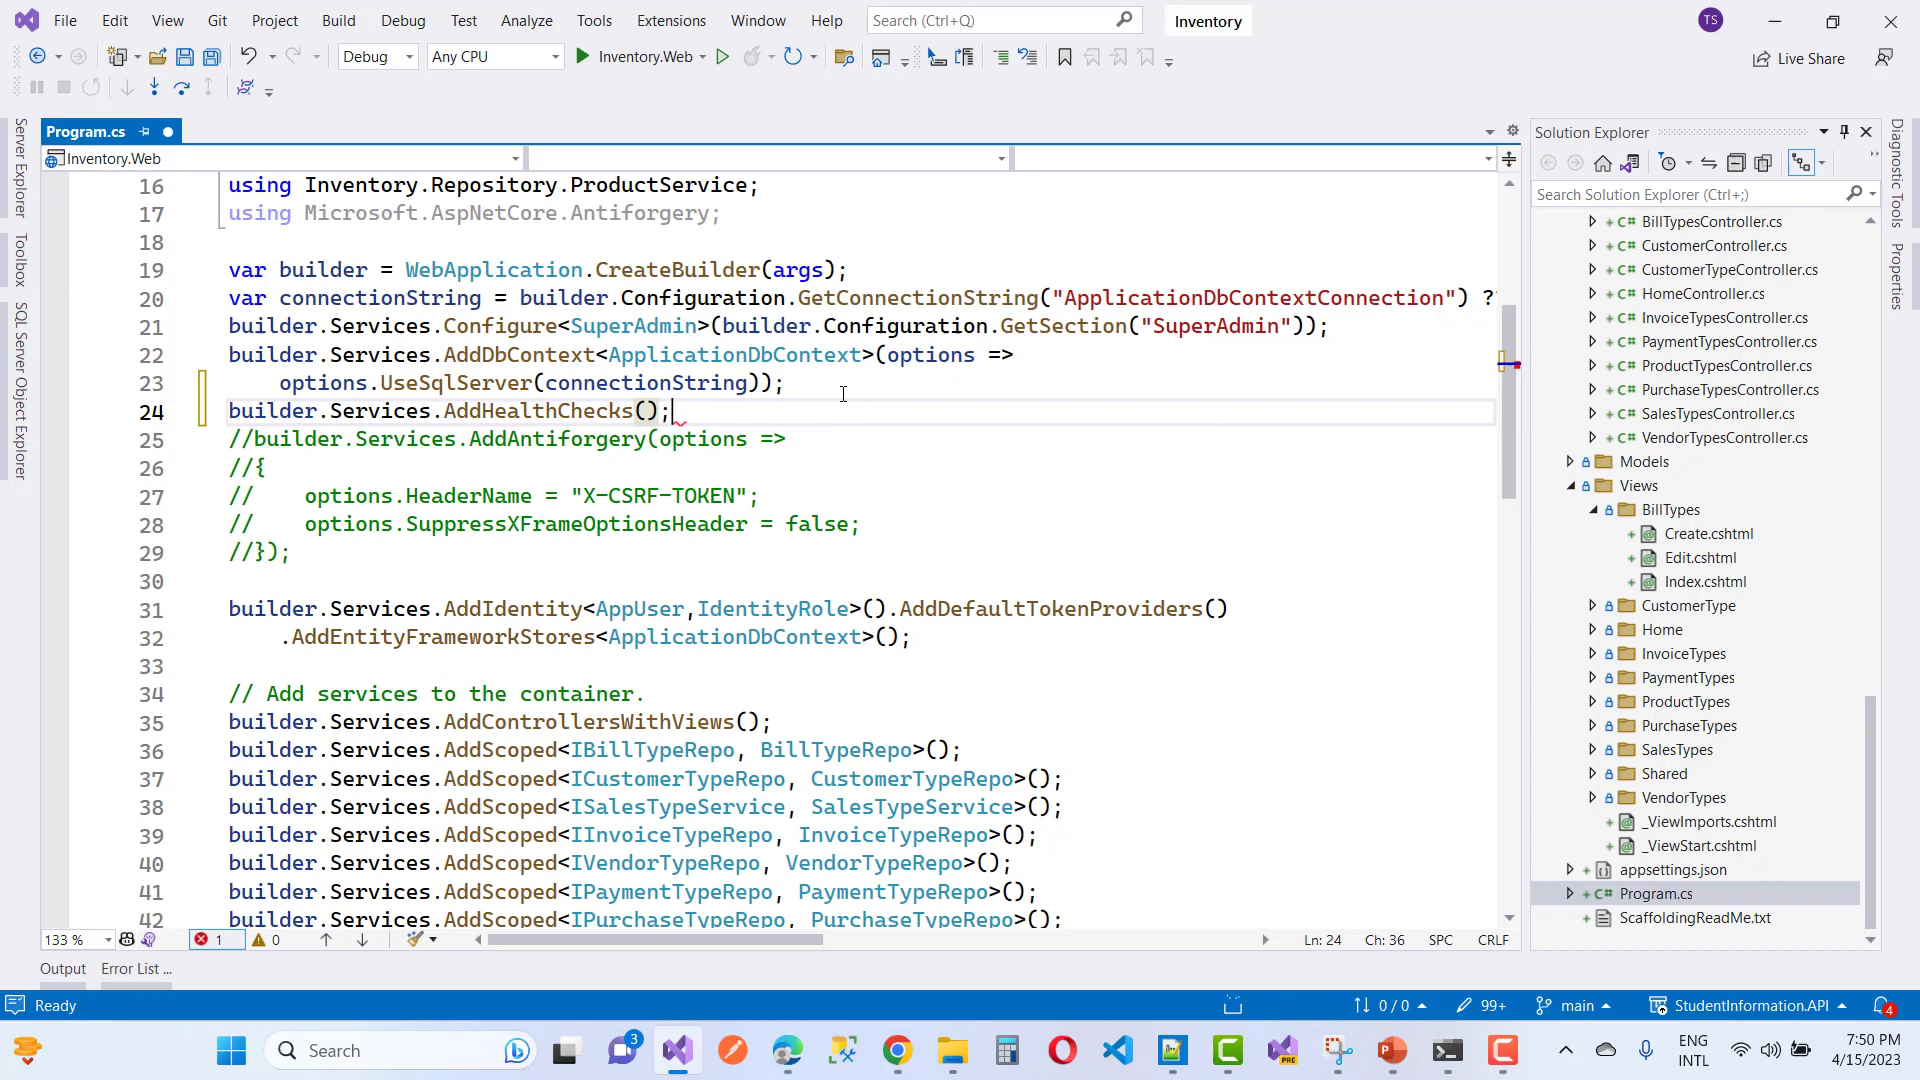 File Edit View Git Project Build Debug Test Analyze Tools Extensions Window Help Search (Ctrl+Q) Inventory TS
Debug Any CPU Inventory.Web Live Share
Program.cs
Inventory.Web
16 using Inventory.Repository.ProductService;
17 using Microsoft.AspNetCore.Antiforgery;
18
19 var builder = WebApplication.CreateBuilder(args);
20 var connectionString = builder.Configuration.GetConnectionString("ApplicationDbContextConnection") ??
21 builder.Services.Configure<SuperAdmin>(builder.Configuration.GetSection("SuperAdmin"));
22 builder.Services.AddDbContext<ApplicationDbContext>(options =>
23 options.UseSqlServer(connectionString));
24 builder.Services.AddHealthChecks();
25 //builder.Services.AddAntiforgery(options =>
26 //{
27 // options.HeaderName = "X-CSRF-TOKEN";
28 // options.SuppressXFrameOptionsHeader = false;
29 //});
30
31 builder.Services.AddIdentity<AppUser,IdentityRole>().AddDefaultTokenProviders()
32 .AddEntityFrameworkStores<ApplicationDbContext>();
33
34 // Add services to the container.
35 builder.Services.AddControllersWithViews();
36 builder.Services.AddScoped<IBillTypeRepo, BillTypeRepo>();
37 builder.Services.AddScoped<ICustomerTypeRepo, CustomerTypeRepo>();
38 builder.Services.AddScoped<ISalesTypeService, SalesTypeService>();
39 builder.Services.AddScoped<IInvoiceTypeRepo, InvoiceTypeRepo>();
40 builder.Services.AddScoped<IVendorTypeRepo, VendorTypeRepo>();
41 builder.Services.AddScoped<IPaymentTypeRepo, PaymentTypeRepo>();
42 builder.Services.AddScoped<IPurchaseTypeRepo, PurchaseTypeRepo>();
133 % 1 0 Ln: 24 Ch: 36 SPC CRLF
Output Error List ...
Server Explorer
Toolbox
SQL Server Object Explorer
Solution Explorer
Search Solution Explorer (Ctrl+;)
C# BillTypesController.cs
C# CustomerController.cs
C# CustomerTypeController.cs
C# HomeController.cs
C# InvoiceTypesController.cs
C# PaymentTypesController.cs
C# ProductTypesController.cs
C# PurchaseTypesController.cs
C# SalesTypesController.cs
C# VendorTypesController.cs
Models
Views
BillTypes
Create.cshtml
Edit.cshtml
Index.cshtml
CustomerType
Home
InvoiceTypes
PaymentTypes
ProductTypes
PurchaseTypes
SalesTypes
Shared
VendorTypes
_ViewImports.cshtml
_ViewStart.cshtml
appsettings.json
C# Program.cs
ScaffoldingReadMe.txt
Diagnostic Tools
Properties
Ready 0 / 0 99+ main StudentInformation.API 4
Search 3 PRE ENG 7:50 PM
INTL 4/15/2023